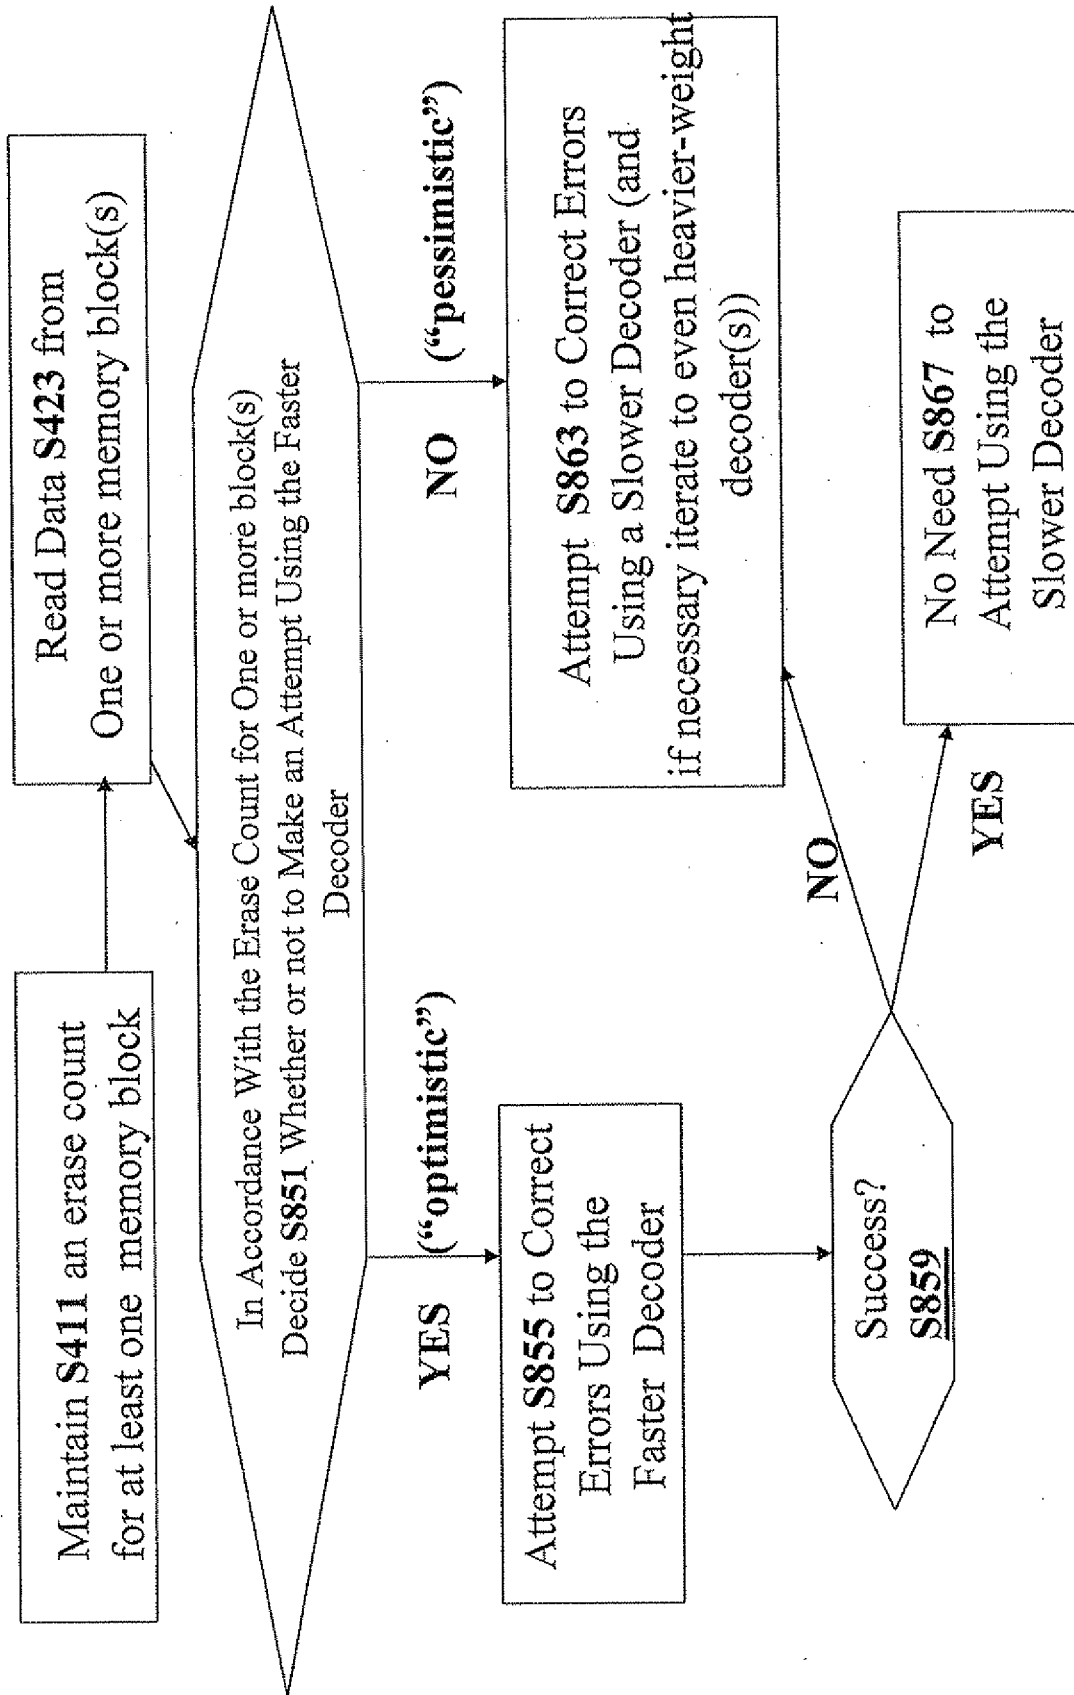 Maintain S411 an erase count
for at least one memory block
Read Data S423 from
One or more memory block(s)
In Accordance With the Erase Count for One or more block(s)
Decide S851 Whether or not to Make an Attempt Using the Faster
Decoder
YES
("optimistic")
NO
("pessimistic")
Attempt S855 to Correct
Errors Using the
Faster Decoder
Attempt S863 to Correct Errors
Using a Slower Decoder (and
if necessary iterate to even heavier-weight
decoder(s))
Success?
S859
NO
YES
No Need S867 to
Attempt Using the
Slower Decoder